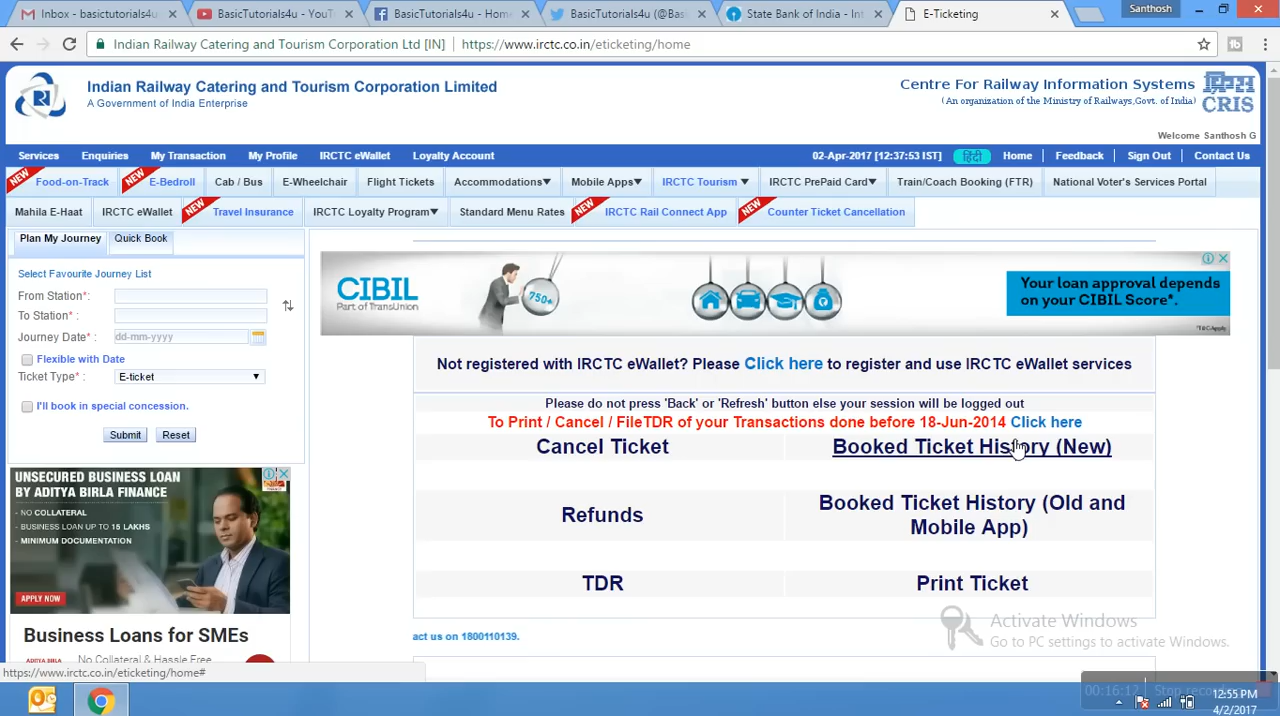 Inbox - basictutorials4u
BasicTutorials4U - YouT
BasicTutorials4U - Home
BasicTutorials4u (@Bas
State Bank of India - Int
E-Ticketing
Santhosh
Indian Railway Catering and Tourism Corporation Ltd [IN]
https://www.irctc.co.in/eticketing/home
Indian Railway Catering and Tourism Corporation Limited
A Government of India Enterprise
Centre For Railway Information Systems
(An organization of the Ministry of Railways,Govt. of India)
CRIS
Welcome Santhosh G
Services Enquiries My Transaction My Profile IRCTC eWallet Loyalty Account 02-Apr-2017 [12:37:53 IST] हिंदी Home Feedback Sign Out Contact Us
NEW Food-on-Track NEW E-Bedroll Cab / Bus E-Wheelchair Flight Tickets Accommodations▼ Mobile Apps▼ IRCTC Tourism ▼ IRCTC PrePaid Card▼ Train/Coach Booking (FTR) National Voter's Services Portal
Mahila E-Haat IRCTC eWallet NEW Travel Insurance IRCTC Loyalty Program▼ Standard Menu Rates NEW IRCTC Rail Connect App NEW Counter Ticket Cancellation
Plan My Journey Quick Book
Select Favourite Journey List
From Station*:
To Station* :
Journey Date* : dd-mm-yyyy
Flexible with Date
Ticket Type* : E-ticket
I'll book in special concession.
Submit Reset
UNSECURED BUSINESS LOAN
BY ADITYA BIRLA FINANCE
- NO COLLATERAL
- BUSINESS LOAN UP TO 15 LAKHS
- MINIMUM DOCUMENTATION
APPLY NOW
Business Loans for SMEs
No Collateral & Hassle Free
CIBIL
Part of TransUnion
750+
Your loan approval depends
on your CIBIL Score*.
*T&C Apply
Not registered with IRCTC eWallet? Please Click here to register and use IRCTC eWallet services
Please do not press 'Back' or 'Refresh' button else your session will be logged out
To Print / Cancel / FileTDR of your Transactions done before 18-Jun-2014 Click here
Cancel Ticket Booked Ticket History (New)
Refunds Booked Ticket History (Old and
Mobile App)
TDR Print Ticket
act us on 1800110139.
Activate Windows
Go to PC settings to activate Windows.
https://www.irctc.co.in/eticketing/home#
00:16:12 Stop recording
12:55 PM
4/2/2017